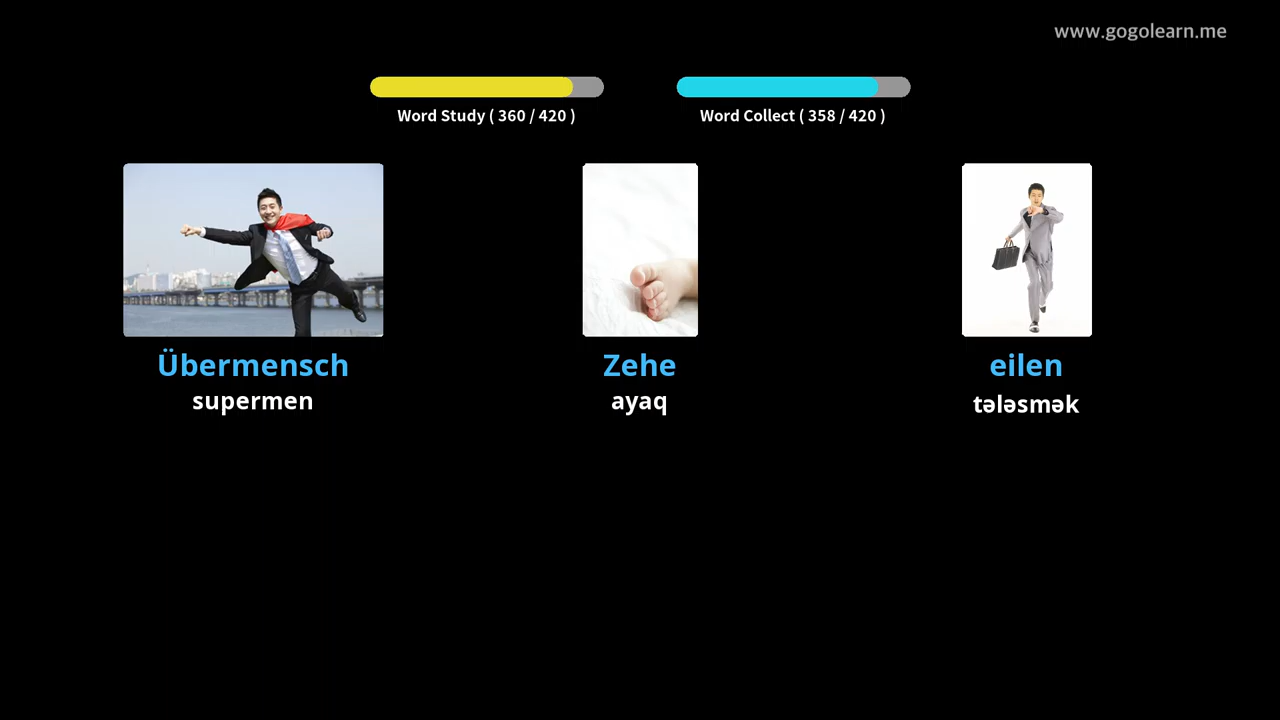 www.gogolearn.me
Word Study ( 360 / 420 )
Word Collect ( 358 / 420 )
Übermensch
supermen
Zehe
ayaq
eilen
tələsmək